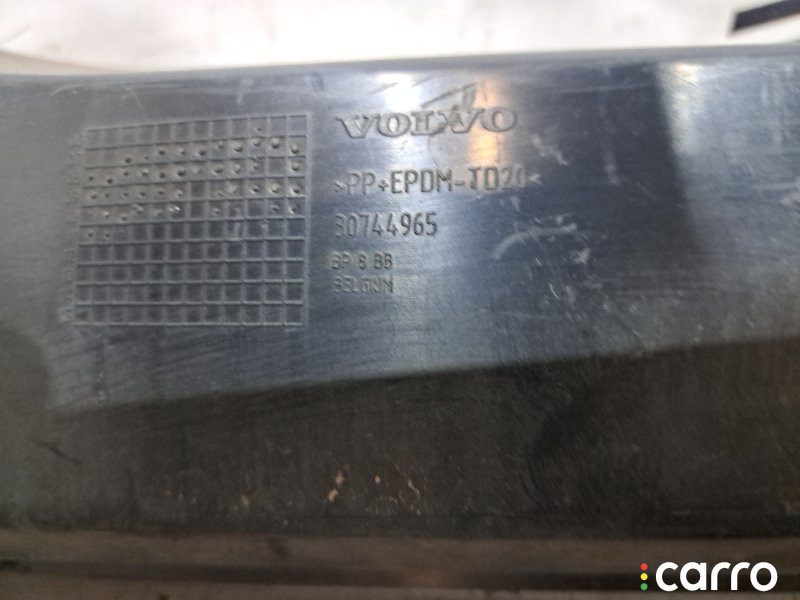 VOLVO
>PP+EPDM-TD20<
30744965
BELGIUM
carro